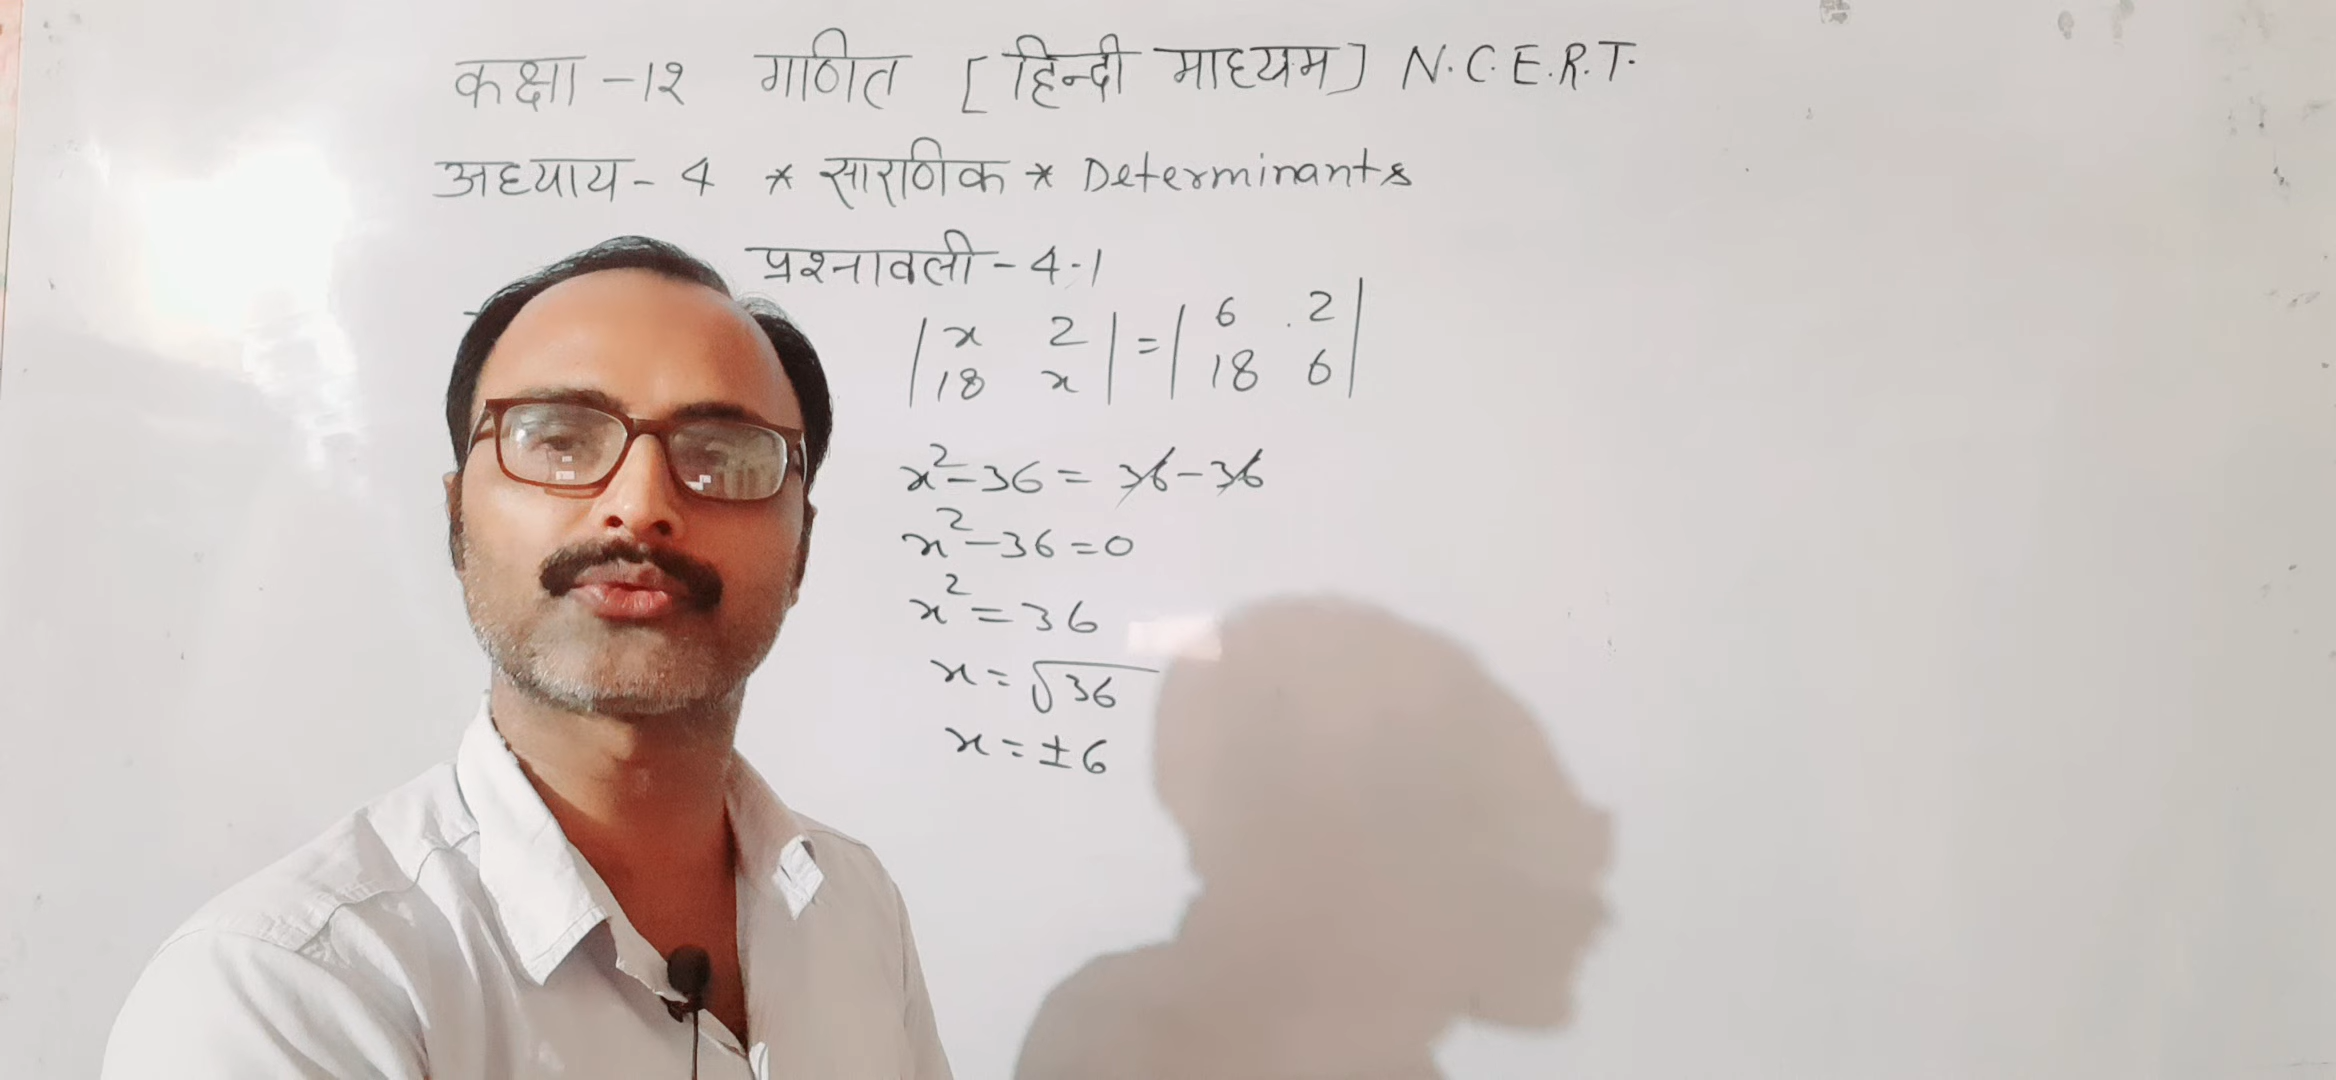 कक्षा -१२ गणित [हिन्दी माध्यम] N.C.E.R.T.
अध्याय - 4 * सारणिक * Determinants
प्रश्नावली - 4.1
| x 2 | = | 6 2 |
| 18 x | | 18 6 |
x² - 36 = 36 - 36
x² - 36 = 0
x² = 36
x = √36
x = ±6